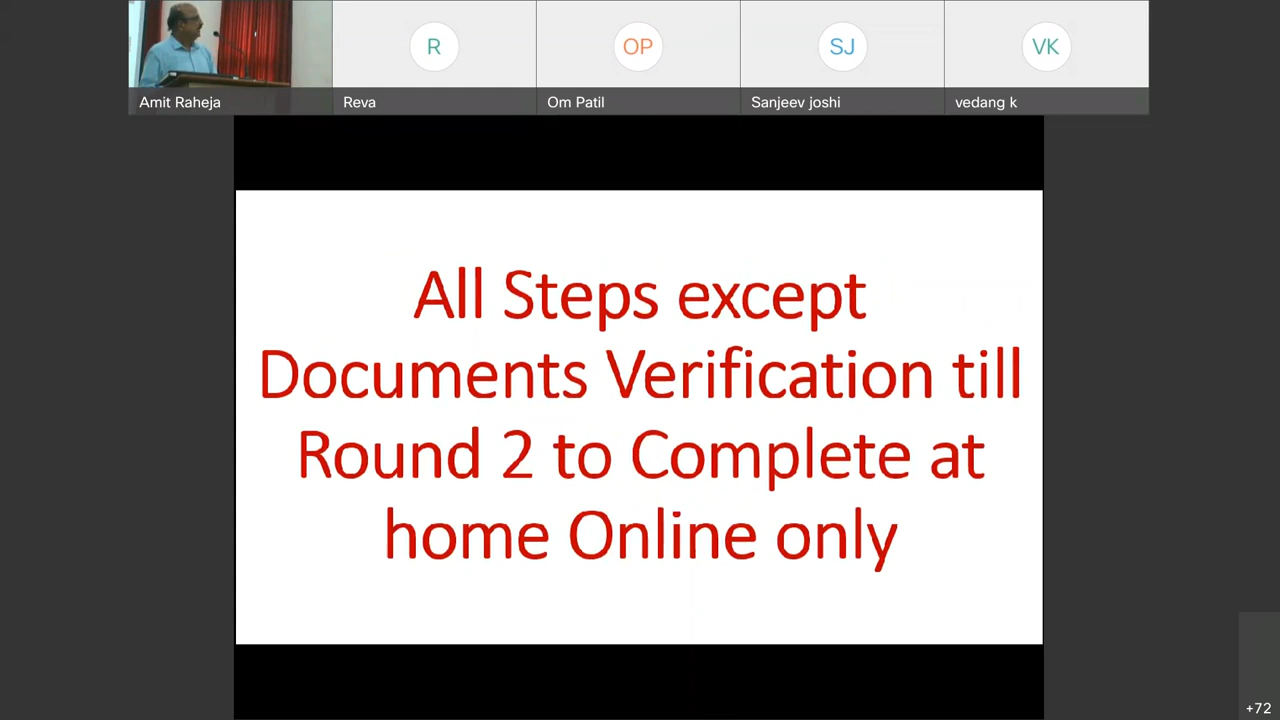 Amit Raheja
R
Reva
OP
Om Patil
SJ
Sanjeev joshi
VK
vedang k
All Steps except
Documents Verification till
Round 2 to Complete at
home Online only
+72